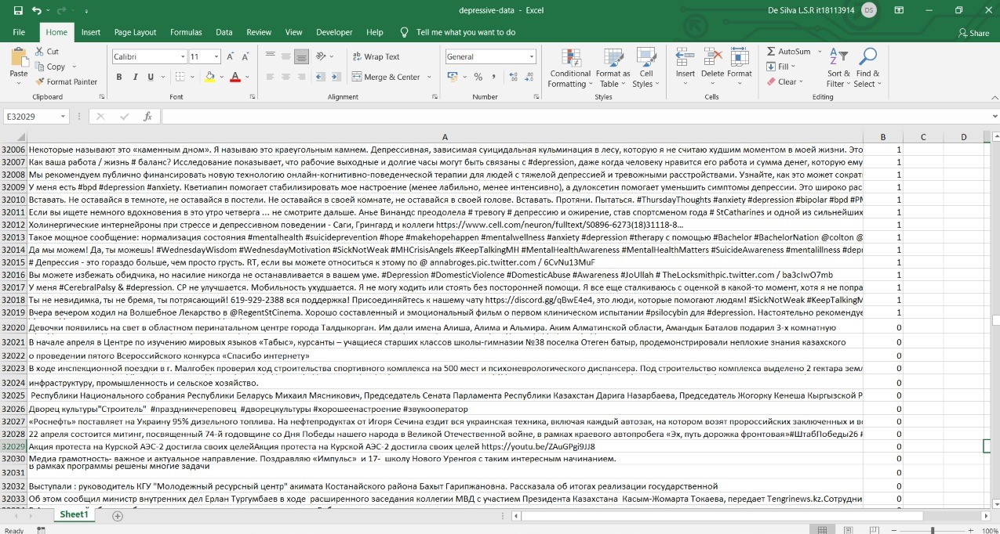 depressive-data - Excel
De Silva L.S.R it18113914
DS
File Home Insert Page Layout Formulas Data Review View Developer Help Tell me what you want to do
Share
Paste
Cut
Copy
Format Painter
Clipboard
Calibri 11
B I U
Font
Wrap Text
Merge & Center
Alignment
General
Number
Conditional Formatting
Format as Table
Cell Styles
Styles
Insert Delete Format
Cells
AutoSum
Fill
Clear
Sort & Filter
Find & Select
Editing
E32029
fx
A B C D
32006 Некоторые называют это «каменным дном». Я называю это краеугольным камнем. Депрессивная, зависимая суицидальная кульминация в лесу, которую я не считаю худшим моментом в моей жизни. Это 1
32007 Как ваша работа / жизнь # баланс? Исследование показывает, что рабочие выходные и долгие часы могут быть связаны с #depression, даже когда человеку нравится его работа и сумма денег, которую ему 1
32008 Мы рекомендуем публично финансировать новую технологию онлайн-когнитивно-поведенческой терапии для людей с тяжелой депрессией и тревожными расстройствами. Узнайте, как это может сократ 1
32009 У меня есть #bpd #depression #anxiety. Кветиапин помогает стабилизировать мое настроение (менее лабильно, менее интенсивно), а дулоксетин помогает уменьшить симптомы депрессии. Это широко рас 1
32010 Вставать. Не оставайся в темноте, не оставайся в постели. Не оставайся в своей комнате, не оставайся в своей голове. Вставать. Протяни. Пытаться. #ThursdayThoughts #anxiety #depression #bipolar #bpd 1
32011 Если вы ищете немного вдохновения в это утро четверга ... не смотрите дальше. Анье Винандс преодолела # тревогу # депрессию и ожирение, став спортсменом года # StCatharines и одной из сильнейших 1
32012 Холинергические интернейроны при стрессе и депрессивном поведении - Саги, Грингард и коллеги https://www.cell.com/neuron/fulltext/S0896-6273(18)31118-8... 1
32013 Такое мощное сообщение: нормализация состояния #mentalhealth #suicideprevention #hope #makehopehappen #mentalwellness #anxiety #depression #therapy с помощью #Bachelor #BachelorNation @colton @ 1
32014 Да мы можем! Да, ты можешь! #WednesdayWisdom #WednesdayMotivation #SickNotWeak #MHCrisisAngels #KeepTalkingMH #MentalHealthAwareness #MentalHealthMatters #SuicideAwareness #mentalillness #depr 1
32015 # Депрессия - это гораздо больше, чем просто грусть. RT, если вы можете относиться к этому по @ annabroges.pic.twitter.com / 6CvNu13MuF 1
32016 Вы можете избежать обидчика, но насилие никогда не останавливается в вашем уме. #Depression #DomesticViolence #DomesticAbuse #Awareness #JoUllah # TheLocksmithpic.twitter.com / ba3cIwO7mb 1
32017 У меня #CerebralPalsy & #depression. CP не улучшается. Мобильность ухудшается. Я не могу ходить или стоять без посторонней помощи. Я все еще сталкиваюсь с оценкой в какой-то момент, хотя я не попра 1
32018 Ты не невидимка, ты не бремя, ты потрясающий! 619-929-2388 вся поддержка! Присоединяйтесь к нашему чату https://discord.gg/qBwE4e4, это люди, которые помогают людям! #SickNotWeak #KeepTalkingM 1
32019 Вчера вечером ходил на Волшебное Лекарство в @RegentStCinema. Хорошо составленный и эмоциональный фильм о первом клиническом испытании #psilocybin для #depression. Настоятельно рекомендуе 1
32020 Девочки появились на свет в областном перинатальном центре города Талдыкорган. Им дали имена Алиша, Алима и Альмира. Аким Алматинской области, Амандык Баталов подарил 3-х комнатную 0
32021 В начале апреля в Центре по изучению мировых языков «Табыс», курсанты – учащиеся старших классов школы-гимназии №38 поселка Отеген батыр, продемонстрировали неплохие знания казахского 0
32022 о проведении пятого Всероссийского конкурса «Спасибо интернету» 0
32023 В ходе инспекционной поездки в г. Малгобек проверил ход строительства спортивного комплекса на 500 мест и психоневрологического диспансера. Под строительство комплекса выделено 2 гектара земл 0
32024 инфраструктуру, промышленность и сельское хозяйство. 0
32025 Республики Национального собрания Республики Беларусь Михаил Мясникович, Председатель Сената Парламента Республики Казахстан Дарига Назарбаева, Председатель Жогорку Кенеша Кыргызской Р 0
32026 Дворец культуры"Строитель" #праздникчереповец #дворецкультуры #хорошеенастроение #звукооператор 0
32027 «Роснефть» поставляет на Украину 95% дизельного топлива. На нефтепродуктах от Игоря Сечина ездит вся украинская техника, включая каждый автозак, на котором возят пророссийских заключенных и в 0
32028 22 апреля состоится митинг, посвященный 74-й годовщине со Дня Победы нашего народа в Великой Отечественной войне, в рамках краевого автопробега «Эх, путь дорожка фронтовая»#ШтабПобеды26 # 0
32029 Акция протеста на Курской АЭС-2 достигла своих целейАкция протеста на Курской АЭС-2 достигла своих целей https://youtu.be/ZAuGPgi9JJ8 0
32030 Медиа грамотность- важное и актуальное направление. Поздравляю «Импульс» и 17- школу Нового Уренгоя с таким интересным начинанием. 0
32031 в рамках программы решены многие задачи 0
32032 Выступали : руководитель КГУ "Молодежный ресурсный центр" акимата Костанайского района Бахыт Гарипжановна. Рассказала об итогах реализации государственной 0
32033 Об этом сообщил министр внутренних дел Ерлан Тургумбаев в ходе расширенного заседания коллегии МВД с участием Президента Казахстана Касым-Жомарта Токаева, передает Tengrinews.kz.Сотрудни 0
Sheet1
Ready
100%